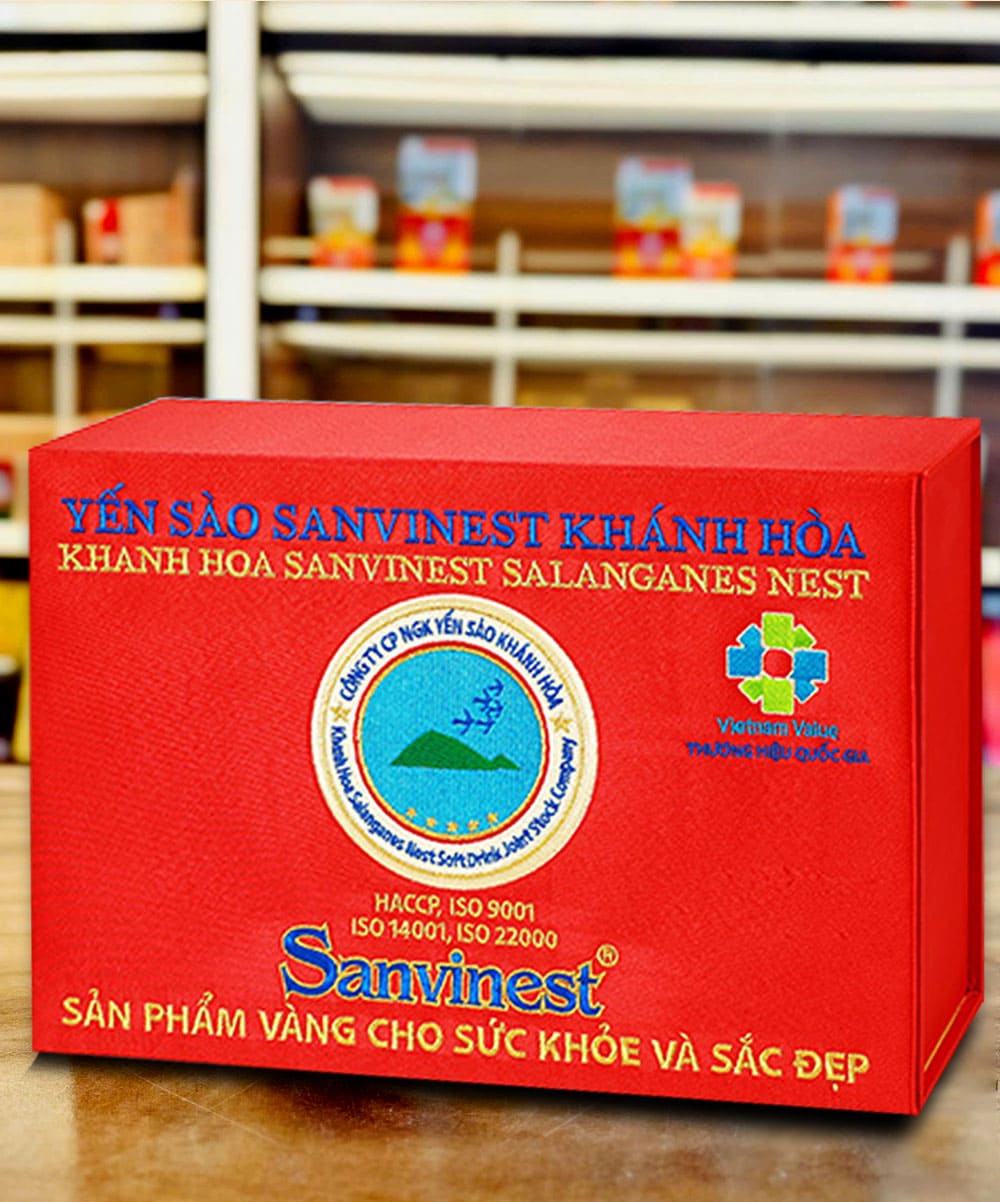 YẾN SÀO SANVINEST KHÁNH HÒA
KHANH HOA SANVINEST SALANGANES NEST
CÔNG TY CP NGK YẾN SÀO KHÁNH HÒA
Khanh Hoa Salanganes Nest Soft Drink Joint Stock Company
Vietnam Value
THƯƠNG HIỆU QUỐC GIA
HACCP, ISO 9001
ISO 14001, ISO 22000
Sanvinest®
SẢN PHẨM VÀNG CHO SỨC KHỎE VÀ SẮC ĐẸP